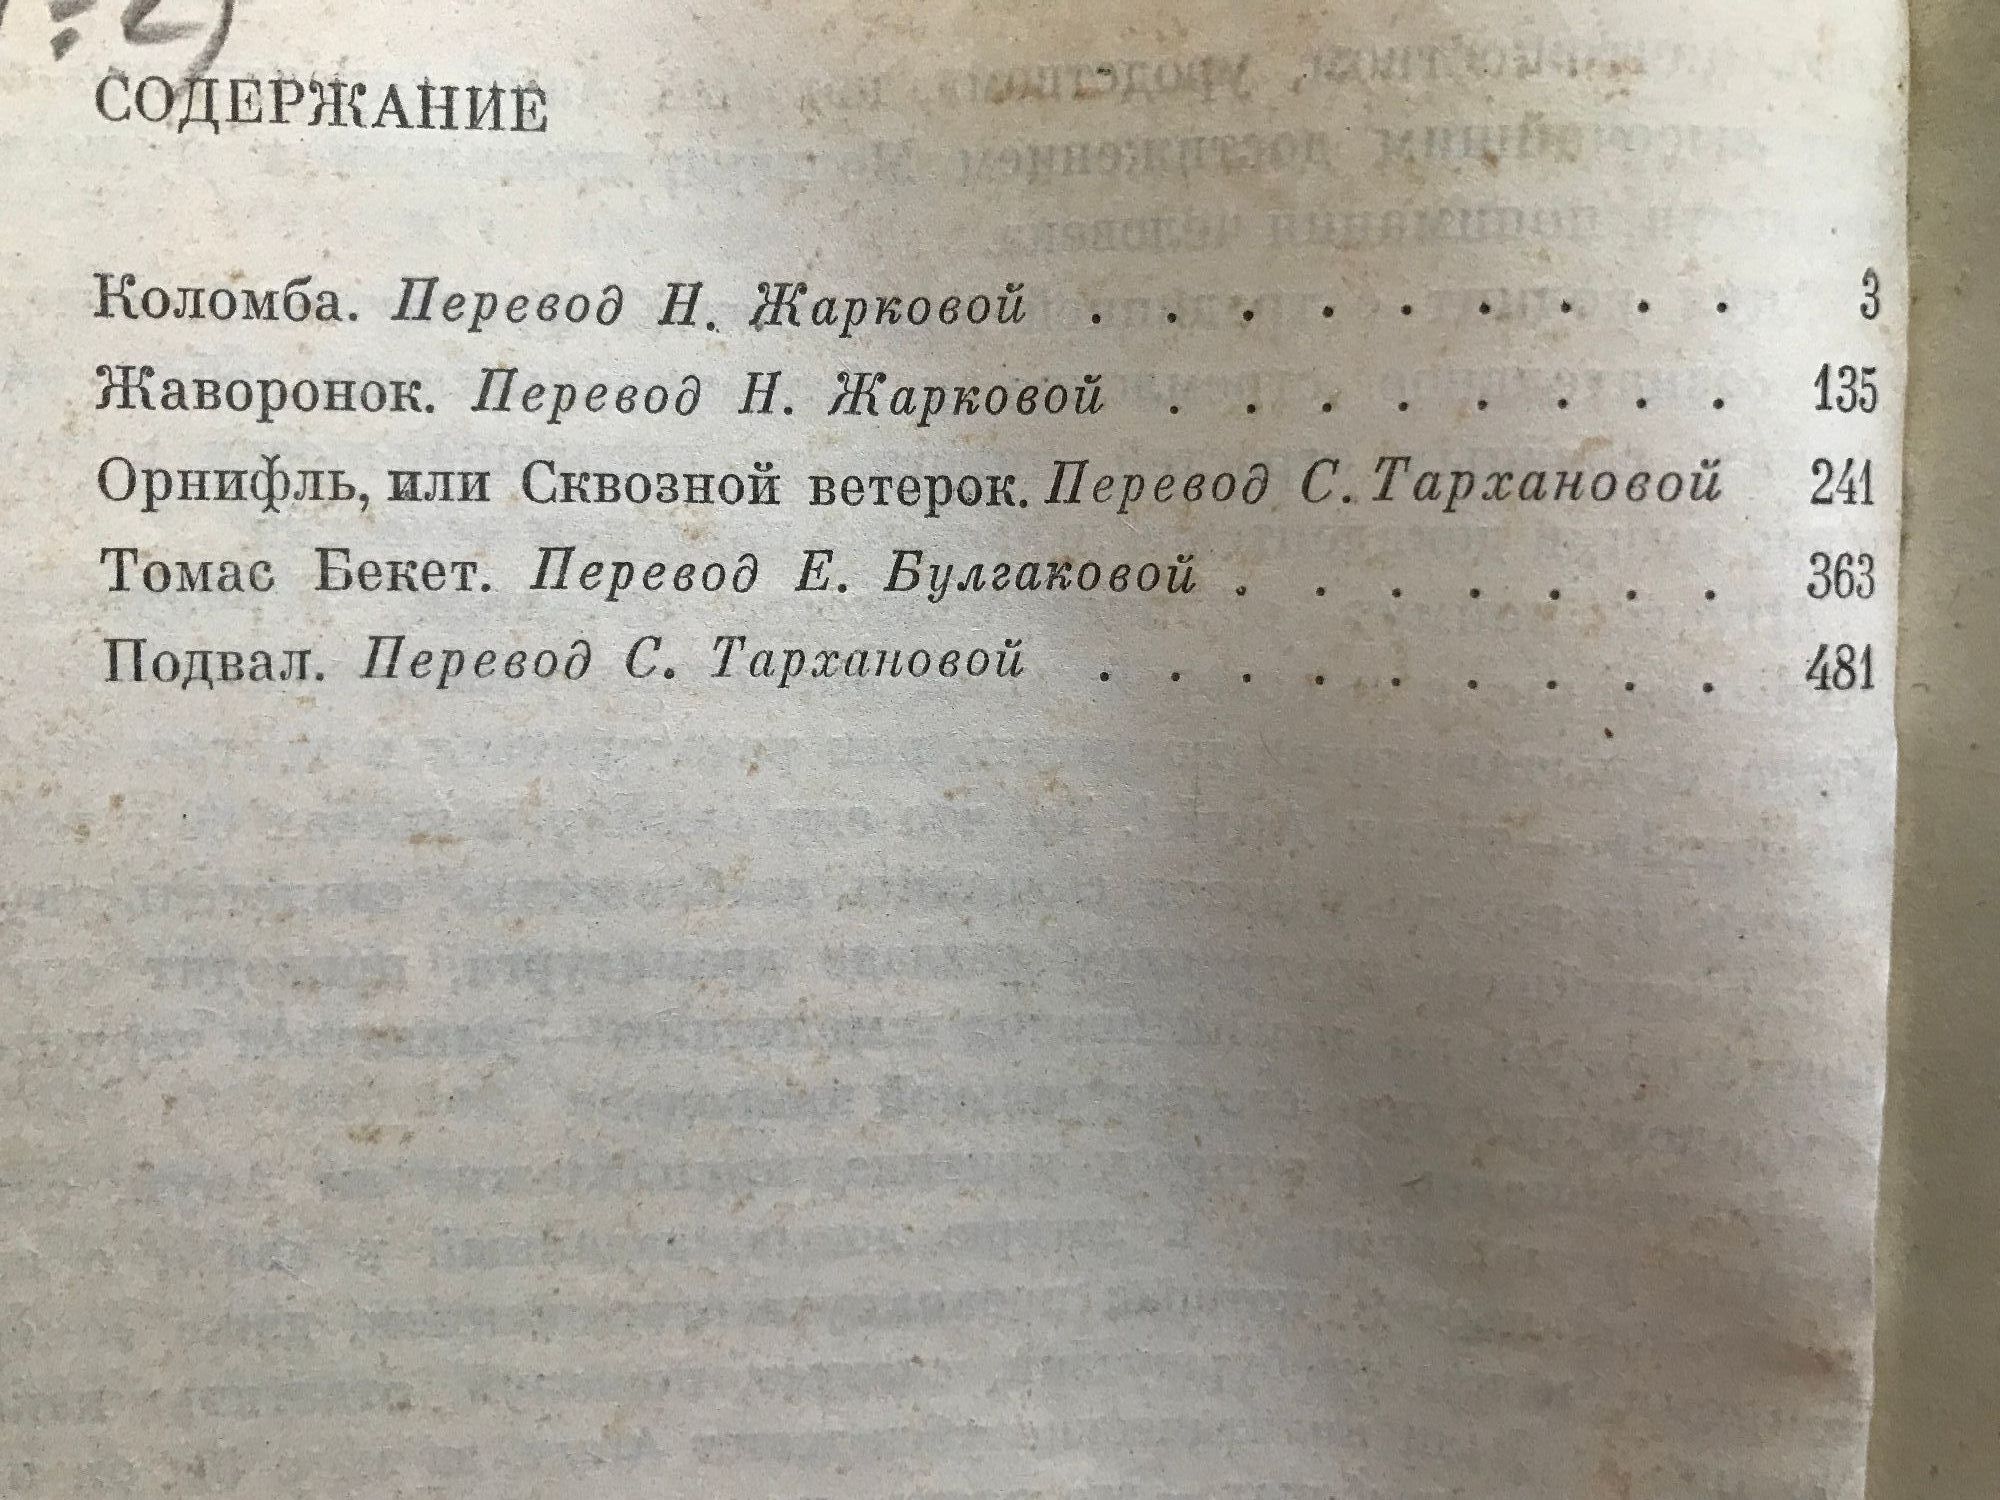 СОДЕРЖАНИЕ
Коломба. Перевод Н. Жарковой . . . . . . . . . 3
Жаворонок. Перевод Н. Жарковой . . . . . . . . 135
Орнифль, или Сквозной ветерок. Перевод С. Тархановой 241
Томас Бекет. Перевод Е. Булгаковой . . . . . . . 363
Подвал. Перевод С. Тархановой . . . . . . . . . 481